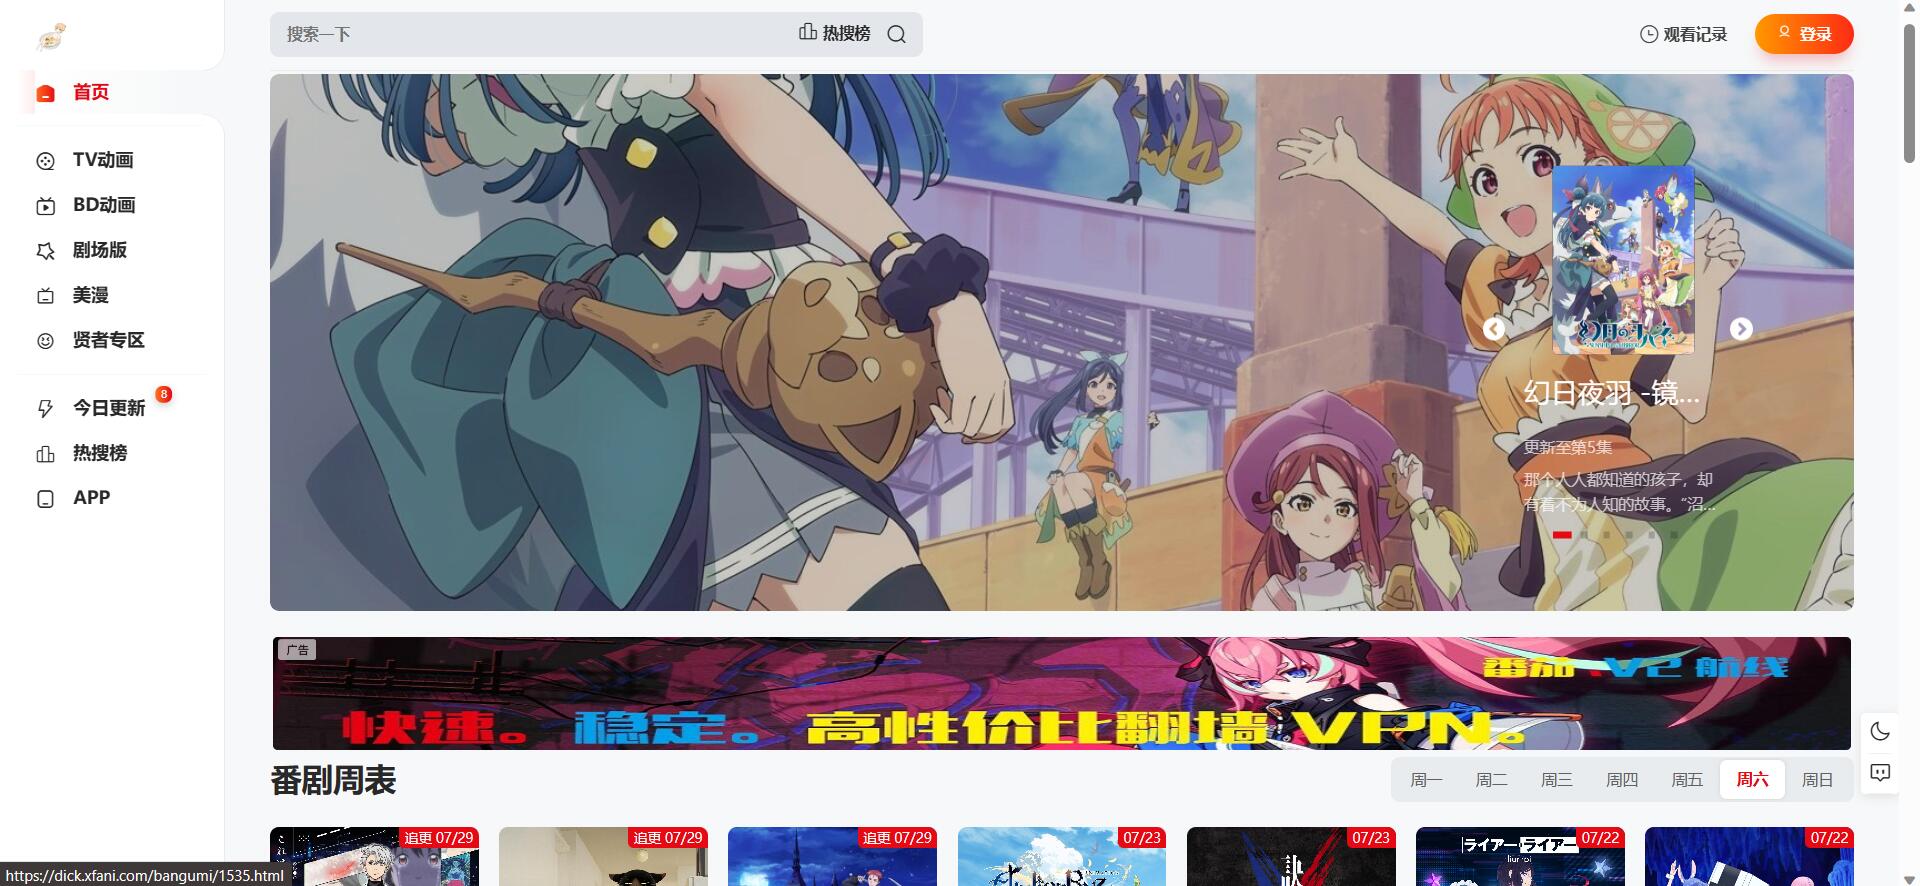 搜索一下
热搜榜
观看记录
登录
首页
TV动画
BD动画
剧场版
美漫
贤者专区
今日更新
8
热搜榜
APP
幻日夜羽 -镜...
更新至第5集
那个人人都知道的孩子，却
有着不为人知的故事。“沼...
广告
番茄 V2 航线
快速。 稳定。 高性价比翻墙 VPN。
番剧周表
周一 周二 周三 周四 周五 周六 周日
追更 07/29
追更 07/29
追更 07/29
07/23
07/23
07/22
07/22
ライアー・ライアー
liar liar
https://dick.xfani.com/bangumi/1535.html